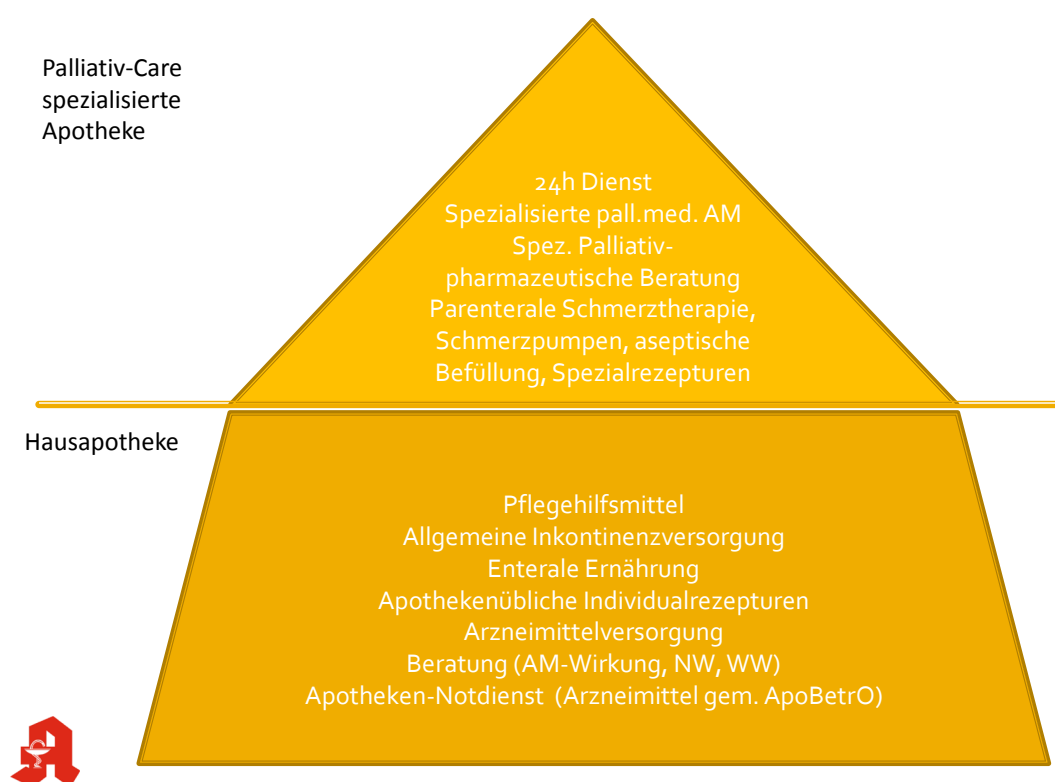 Palliativ-Care
spezialisierte
Apotheke
24h Dienst
Spezialisierte pall.med. AM
Spez. Palliativ-
pharmazeutische Beratung
Parenterale Schmerztherapie,
Schmerzpumpen, aseptische
Befüllung, Spezialrezepturen
Hausapotheke
Pflegehilfsmittel
Allgemeine Inkontinenzversorgung
Enterale Ernährung
Apothekenübliche Individualrezepturen
Arzneimittelversorgung
Beratung (AM-Wirkung, NW, WW)
Apotheken-Notdienst (Arzneimittel gem. ApoBetrO)